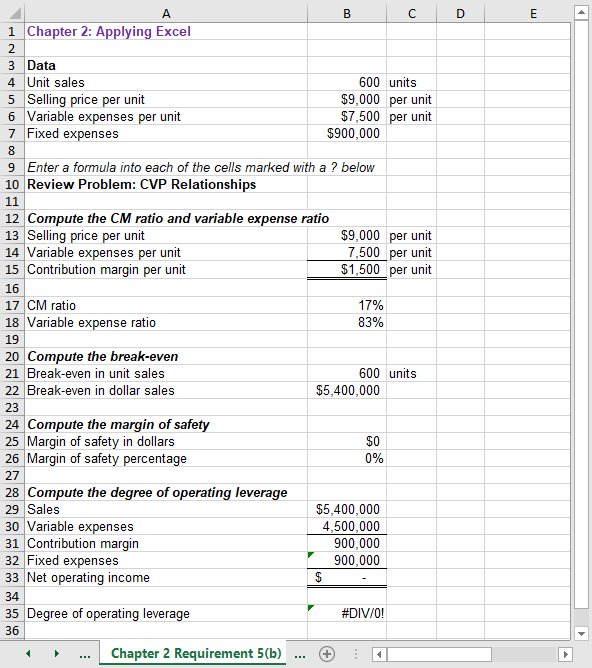 A B C D E
1 Chapter 2: Applying Excel
2
3 Data
4 Unit sales 600 units
5 Selling price per unit $9,000 per unit
6 Variable expenses per unit $7,500 per unit
7 Fixed expenses $900,000
8
9 Enter a formula into each of the cells marked with a ? below
10 Review Problem: CVP Relationships
11
12 Compute the CM ratio and variable expense ratio
13 Selling price per unit $9,000 per unit
14 Variable expenses per unit 7,500 per unit
15 Contribution margin per unit $1,500 per unit
16
17 CM ratio 17%
18 Variable expense ratio 83%
19
20 Compute the break-even
21 Break-even in unit sales 600 units
22 Break-even in dollar sales $5,400,000
23
24 Compute the margin of safety
25 Margin of safety in dollars $0
26 Margin of safety percentage 0%
27
28 Compute the degree of operating leverage
29 Sales $5,400,000
30 Variable expenses 4,500,000
31 Contribution margin 900,000
32 Fixed expenses 900,000
33 Net operating income $ -
34
35 Degree of operating leverage #DIV/0!
36
... Chapter 2 Requirement 5(b) ...